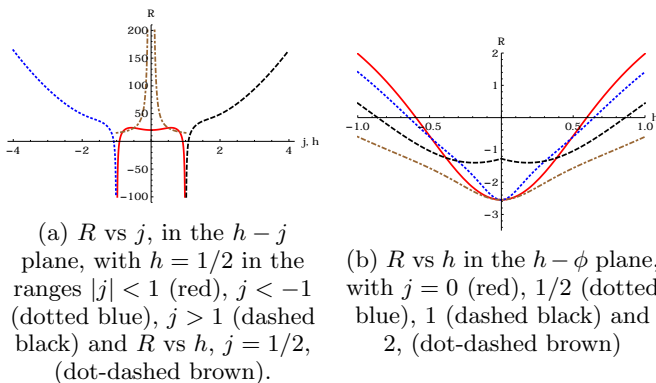 R
200
150
100
50
-50
-100
-4
-2
2
4
j, h
R
2
1
-1
-2
-3
-1.0
-0.5
0.5
1.0
h
(a) R vs j, in the h − j
plane, with h = 1/2 in the
ranges |j| < 1 (red), j < −1
(dotted blue), j > 1 (dashed
black) and R vs h, j = 1/2,
(dot-dashed brown).
(b) R vs h in the h − ϕ plane,
with j = 0 (red), 1/2 (dotted
blue), 1 (dashed black) and
2, (dot-dashed brown)